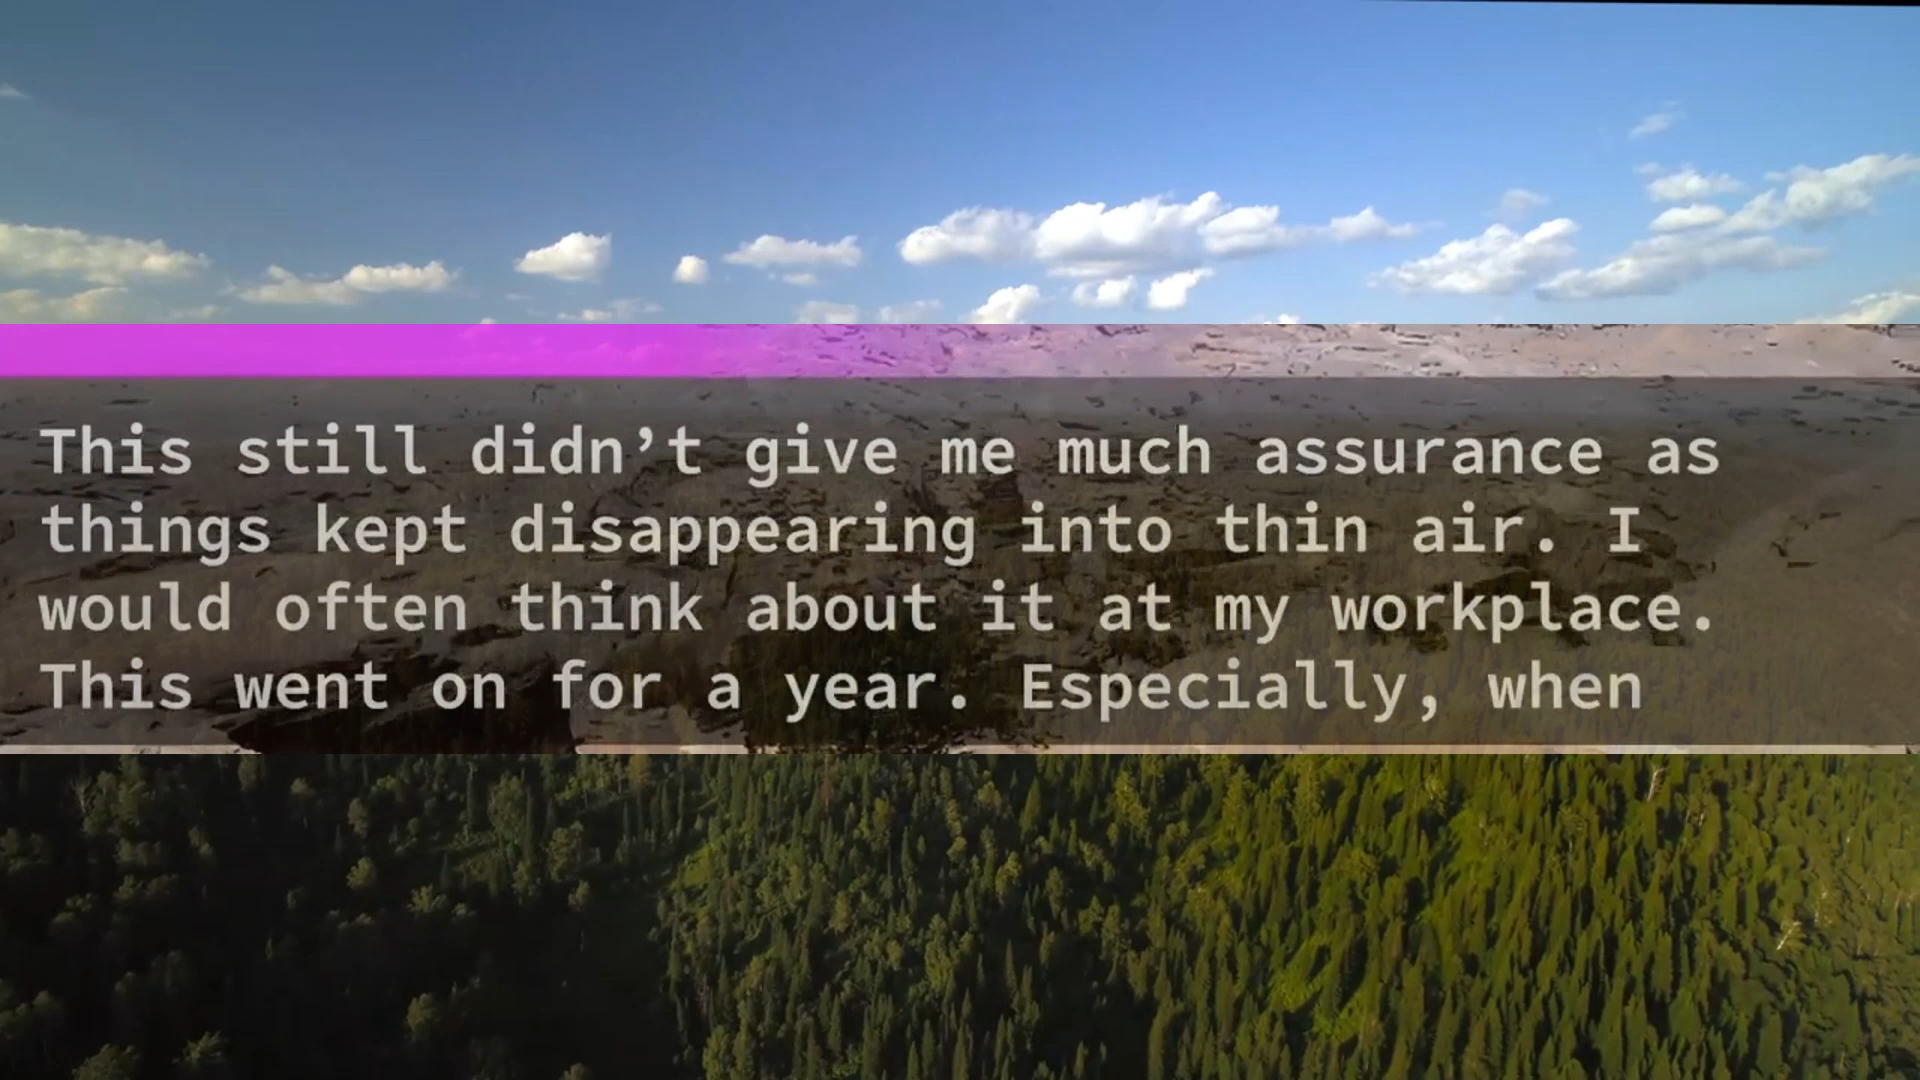 This still didn’t give me much assurance as
things kept disappearing into thin air. I
would often think about it at my workplace.
This went on for a year. Especially, when